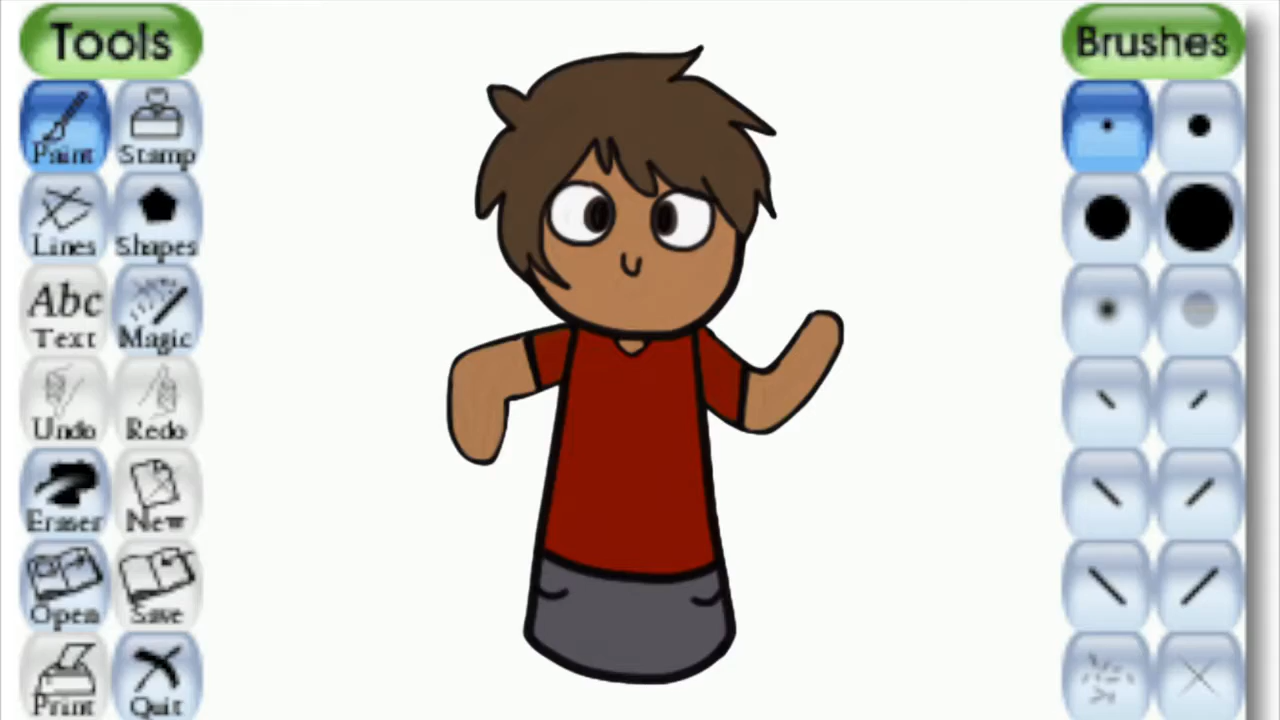 Tools
Brushes
Paint
Stamp
Lines
Shapes
Abc
Text
Magic
Undo
Redo
Eraser
New
Open
Save
Print
Quit